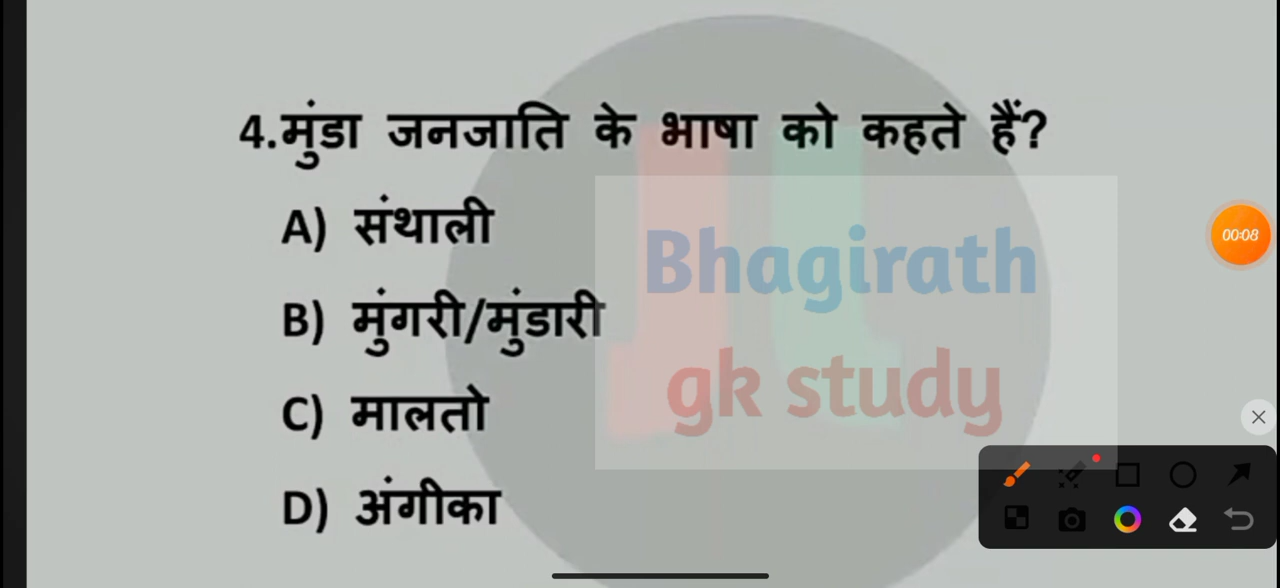 4.मुंडा जनजाति के भाषा को कहते हैं?
A) संथाली
B) मुंगरी/मुंडारी
C) मालतो
D) अंगीका
Bhagirath
gk study
00:08